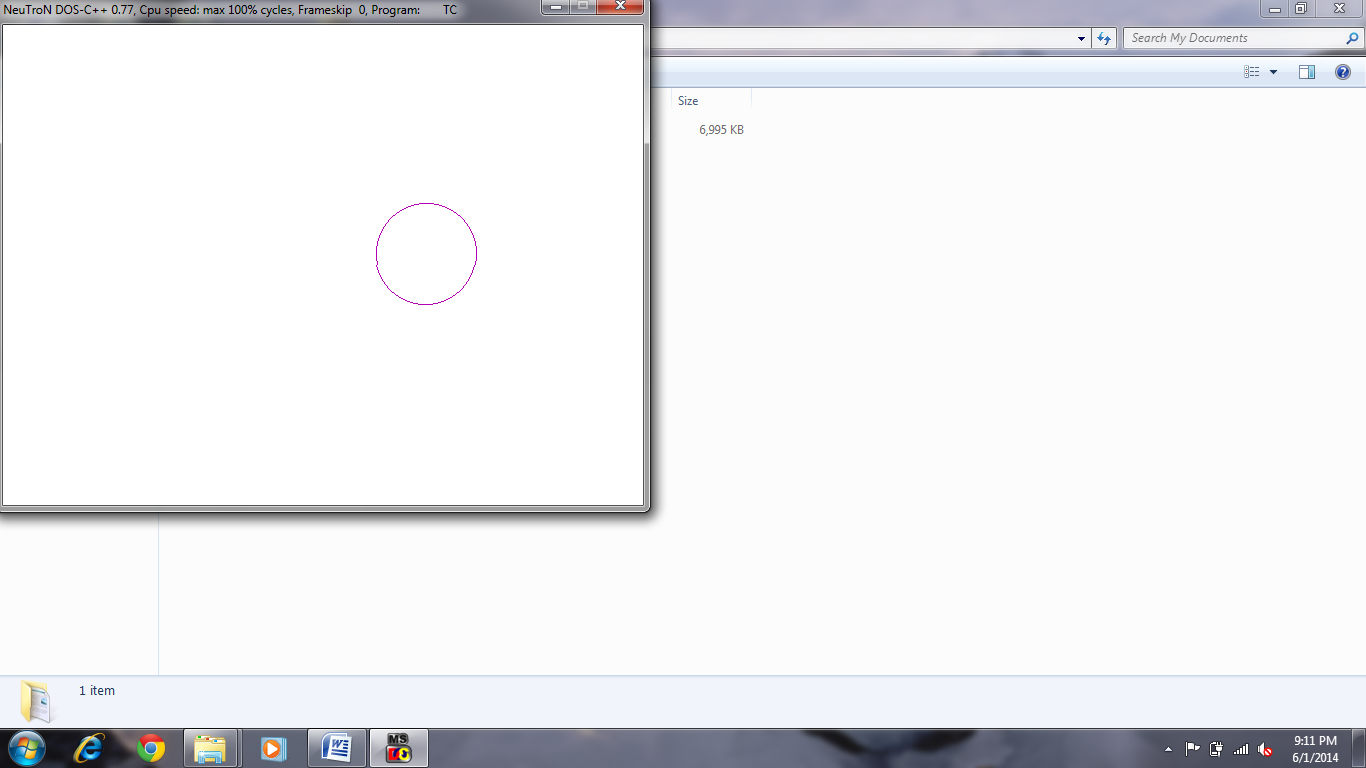 NeuTroN DOS-C++ 0.77, Cpu speed: max 100% cycles, Frameskip 0, Program: TC
Search My Documents
Size
6,995 KB
1 item
MS
9:11 PM
6/1/2014